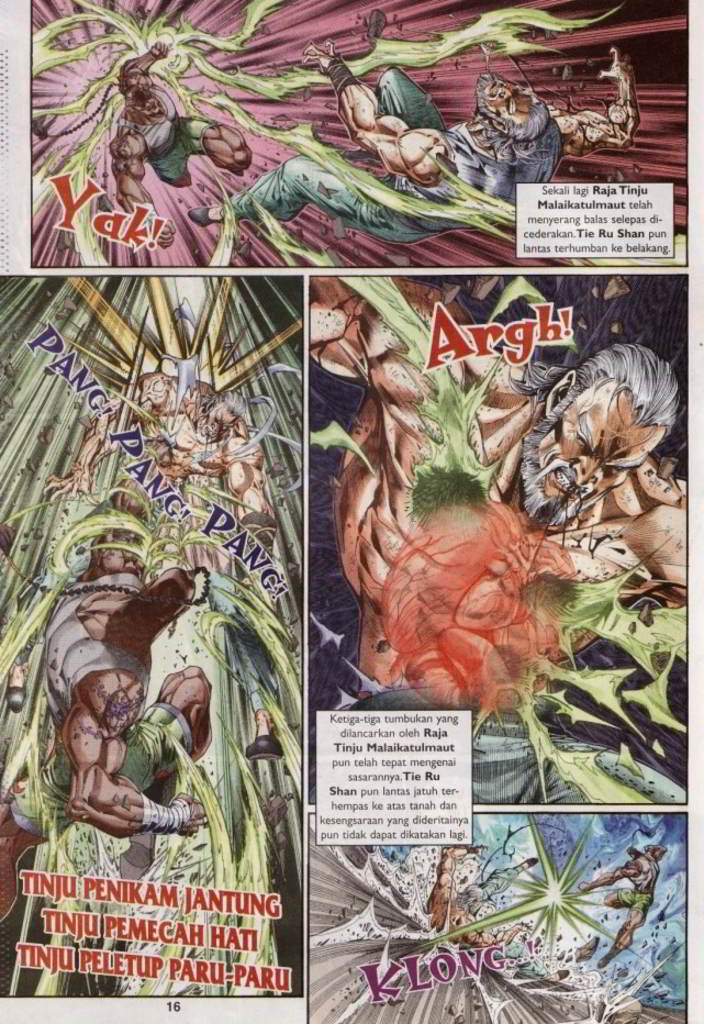 Yak!
Sekali lagi Raja Tinju
Malaikatulmaut telah
menyerang balas selepas di-
cederakan.Tie Ru Shan pun
lantas terhumban ke belakang.
PANG! PANG! PANG! PANG!!
Argh!
Ketiga-tiga tumbukan yang
dilancarkan oleh Raja
Tinju Malaikatulmaut
pun telah tepat mengenai
sasarannya.Tie Ru
Shan pun lantas jatuh ter-
hempas ke atas tanah dan
kesengsaraan yang dideritainya
pun tidak dapat dikatakan lagi.
TINJU PENIKAM JANTUNG
TINJU PEMECAH HATI
TINJU PELETUP PARU-PARU
KLONG..!
16